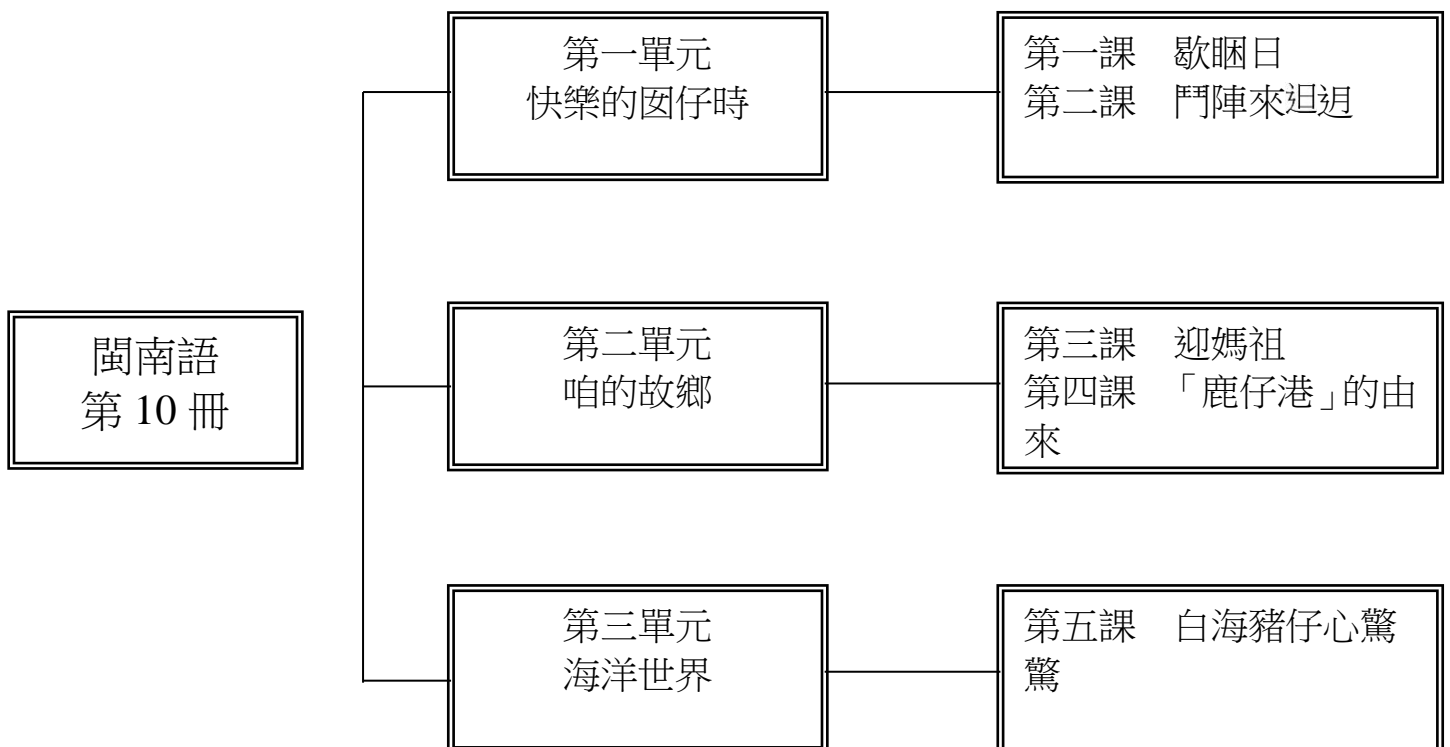 第一單元
快樂的囡仔時
第一課　歇睏日
第二課　鬥陣來𨑨迌
閩南語
第 10 冊
第二單元
咱的故鄉
第三課　迎媽祖
第四課　「鹿仔港」的由
來
第三單元
海洋世界
第五課　白海豬仔心驚
驚